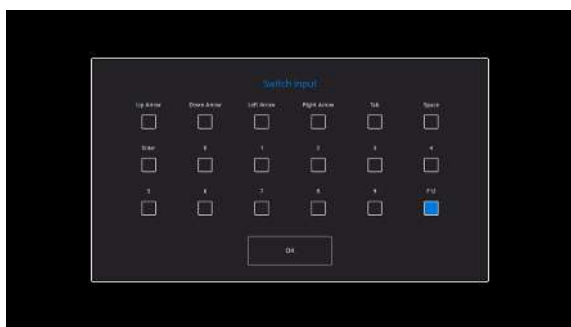 Switch input
Up Arrow Down Arrow Left Arrow Right Arrow Tab Space
Enter 0 1 2 3 4
5 6 7 8 9 F12
OK